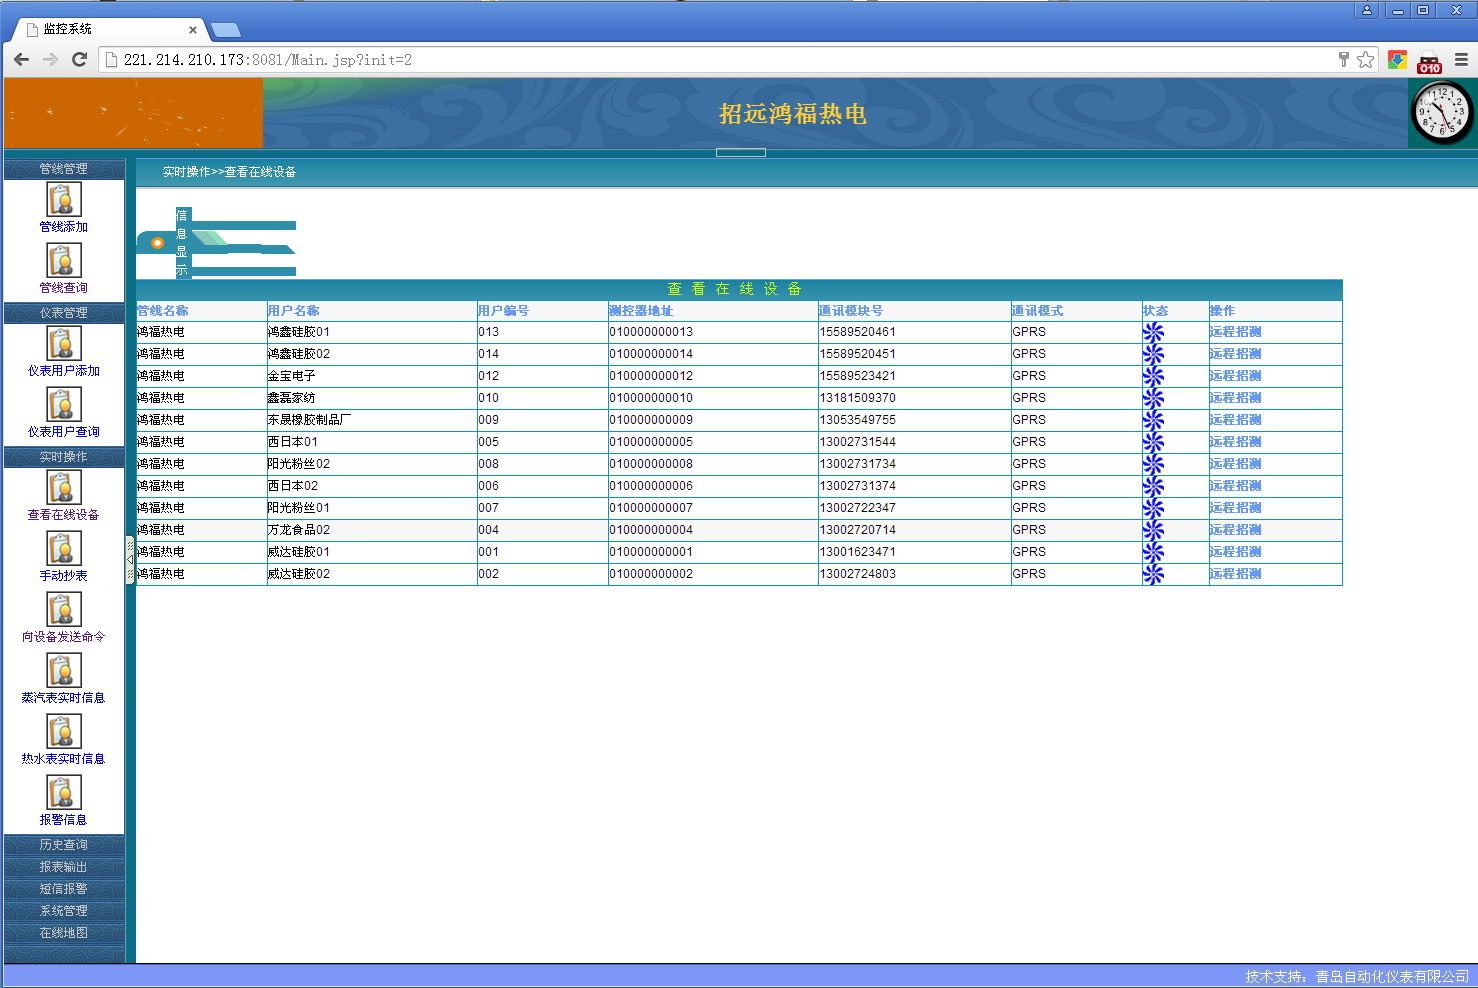 监控系统
221.214.210.173:8081/Main.jsp?init=2
010
招远鸿福热电
管线管理
管线添加
管线查询
仪表管理
仪表用户添加
仪表用户查询
实时操作
查看在线设备
手动抄表
向设备发送命令
蒸汽表实时信息
热水表实时信息
报警信息
历史查询
报表输出
短信报警
系统管理
在线地图
实时操作>>查看在线设备
信息显示
查 看 在 线 设 备
管线名称 用户名称 用户编号 测控器地址 通讯模块号 通讯模式 状态 操作
鸿福热电 鸿鑫硅胶01 013 010000000013 15589520461 GPRS 远程招测
鸿福热电 鸿鑫硅胶02 014 010000000014 15589520451 GPRS 远程招测
鸿福热电 金宝电子 012 010000000012 15589523421 GPRS 远程招测
鸿福热电 鑫磊家纺 010 010000000010 13181509370 GPRS 远程招测
鸿福热电 东晟橡胶制品厂 009 010000000009 13053549755 GPRS 远程招测
鸿福热电 西日本01 005 010000000005 13002731544 GPRS 远程招测
鸿福热电 阳光粉丝02 008 010000000008 13002731734 GPRS 远程招测
鸿福热电 西日本02 006 010000000006 13002731374 GPRS 远程招测
鸿福热电 阳光粉丝01 007 010000000007 13002722347 GPRS 远程招测
鸿福热电 万龙食品02 004 010000000004 13002720714 GPRS 远程招测
鸿福热电 威达硅胶01 001 010000000001 13001623471 GPRS 远程招测
鸿福热电 威达硅胶02 002 010000000002 13002724803 GPRS 远程招测
技术支持：青岛自动化仪表有限公司